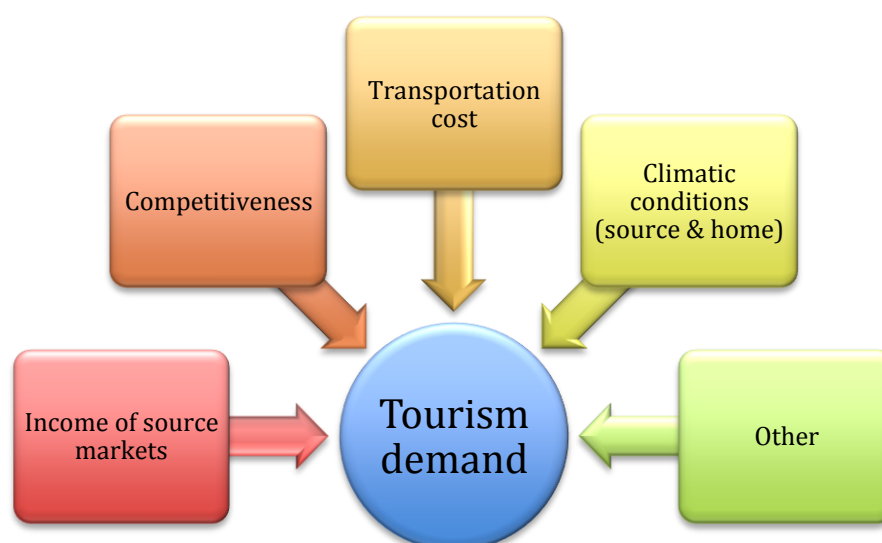 Transportation
cost
Competitiveness
Climatic
conditions
(source & home)
Income of source
markets
Tourism
demand
Other